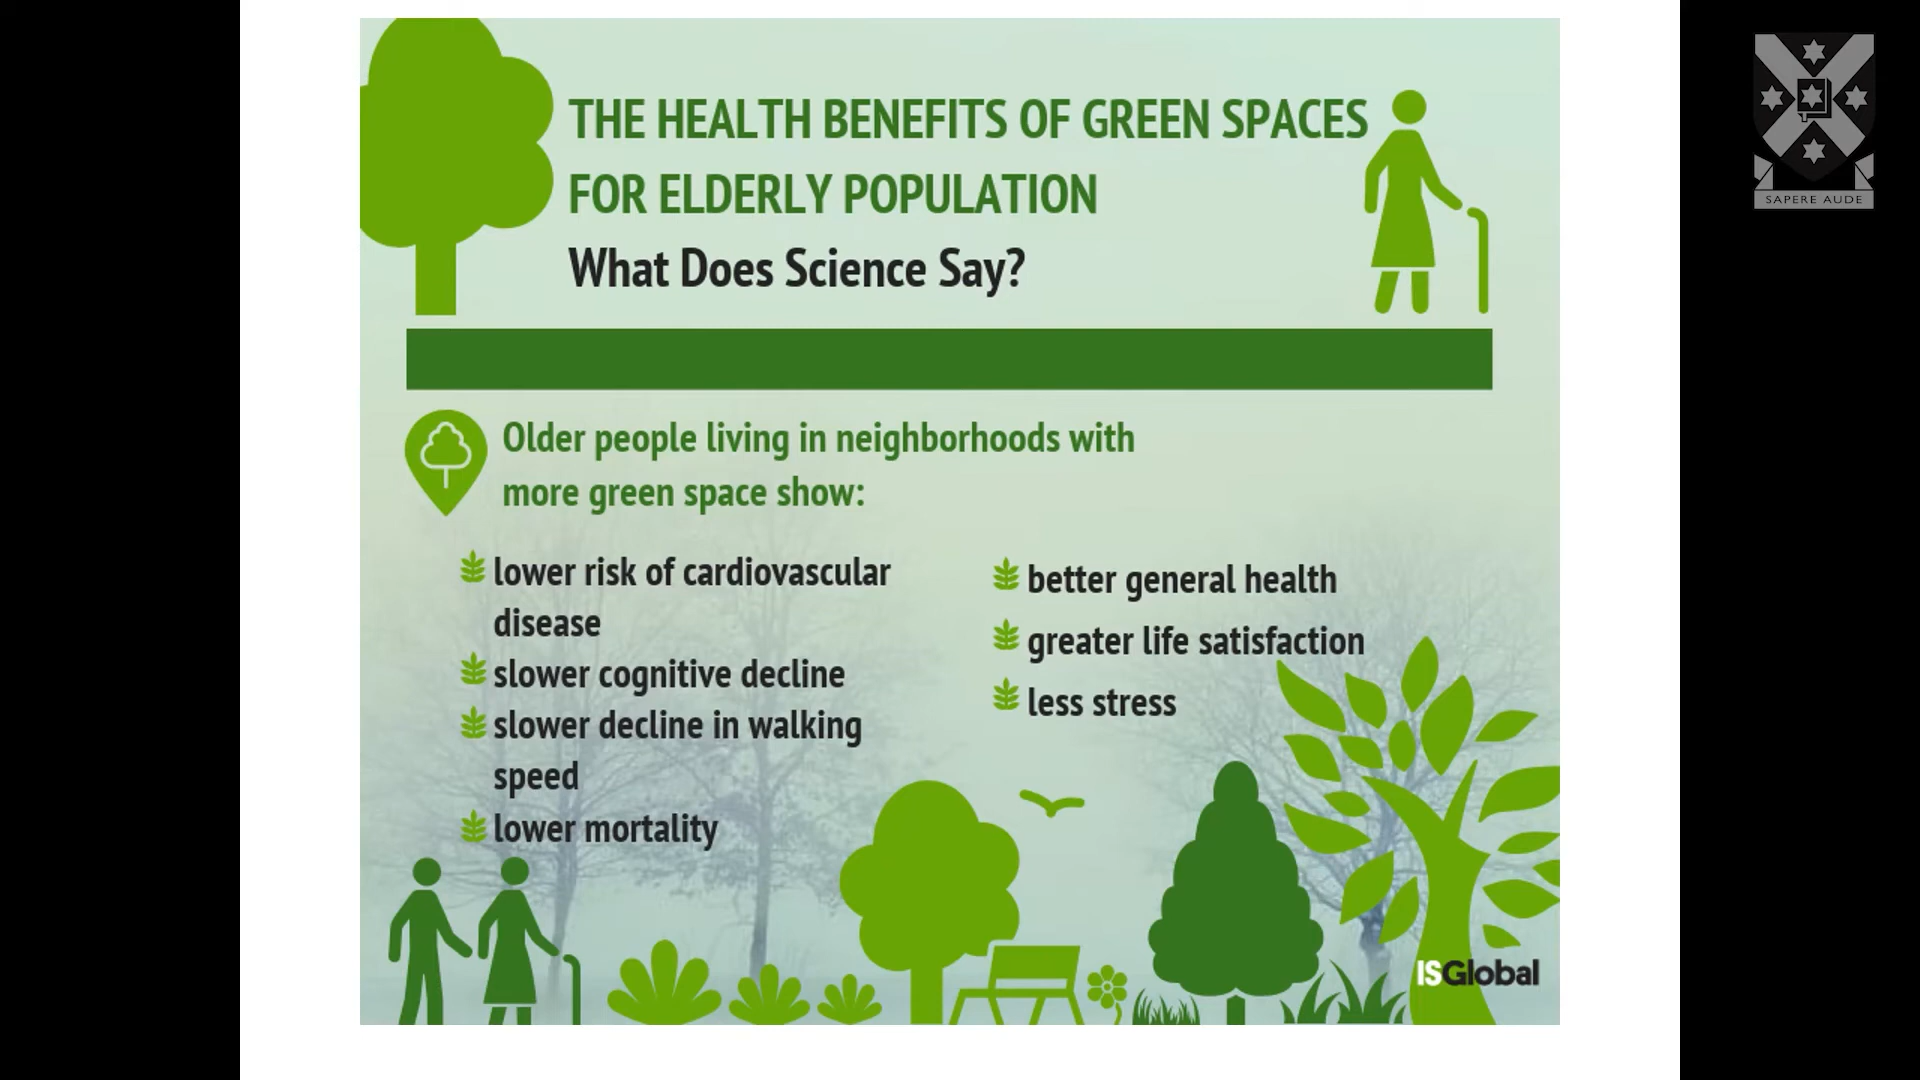 THE HEALTH BENEFITS OF GREEN SPACES
FOR ELDERLY POPULATION
What Does Science Say?
Older people living in neighborhoods with
more green space show:
lower risk of cardiovascular
disease
slower cognitive decline
slower decline in walking
speed
lower mortality
better general health
greater life satisfaction
less stress
ISGlobal
SAPERE AUDE